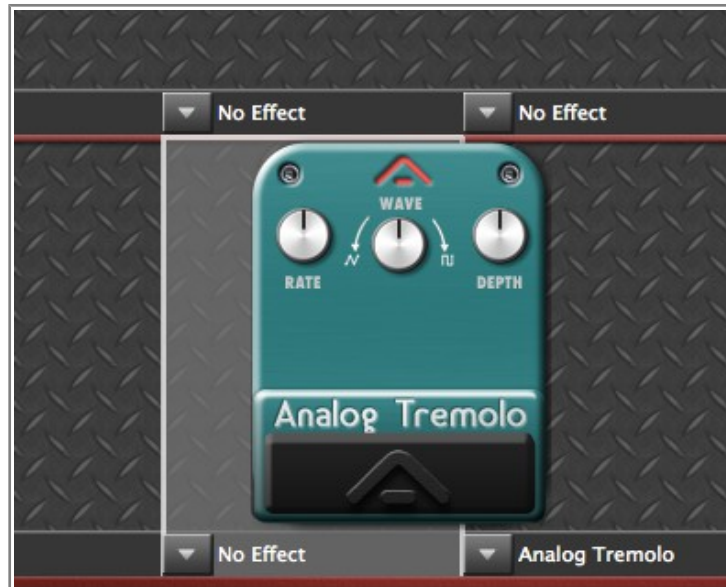 No Effect No Effect
WAVE
RATE DEPTH
Analog Tremolo
No Effect Analog Tremolo